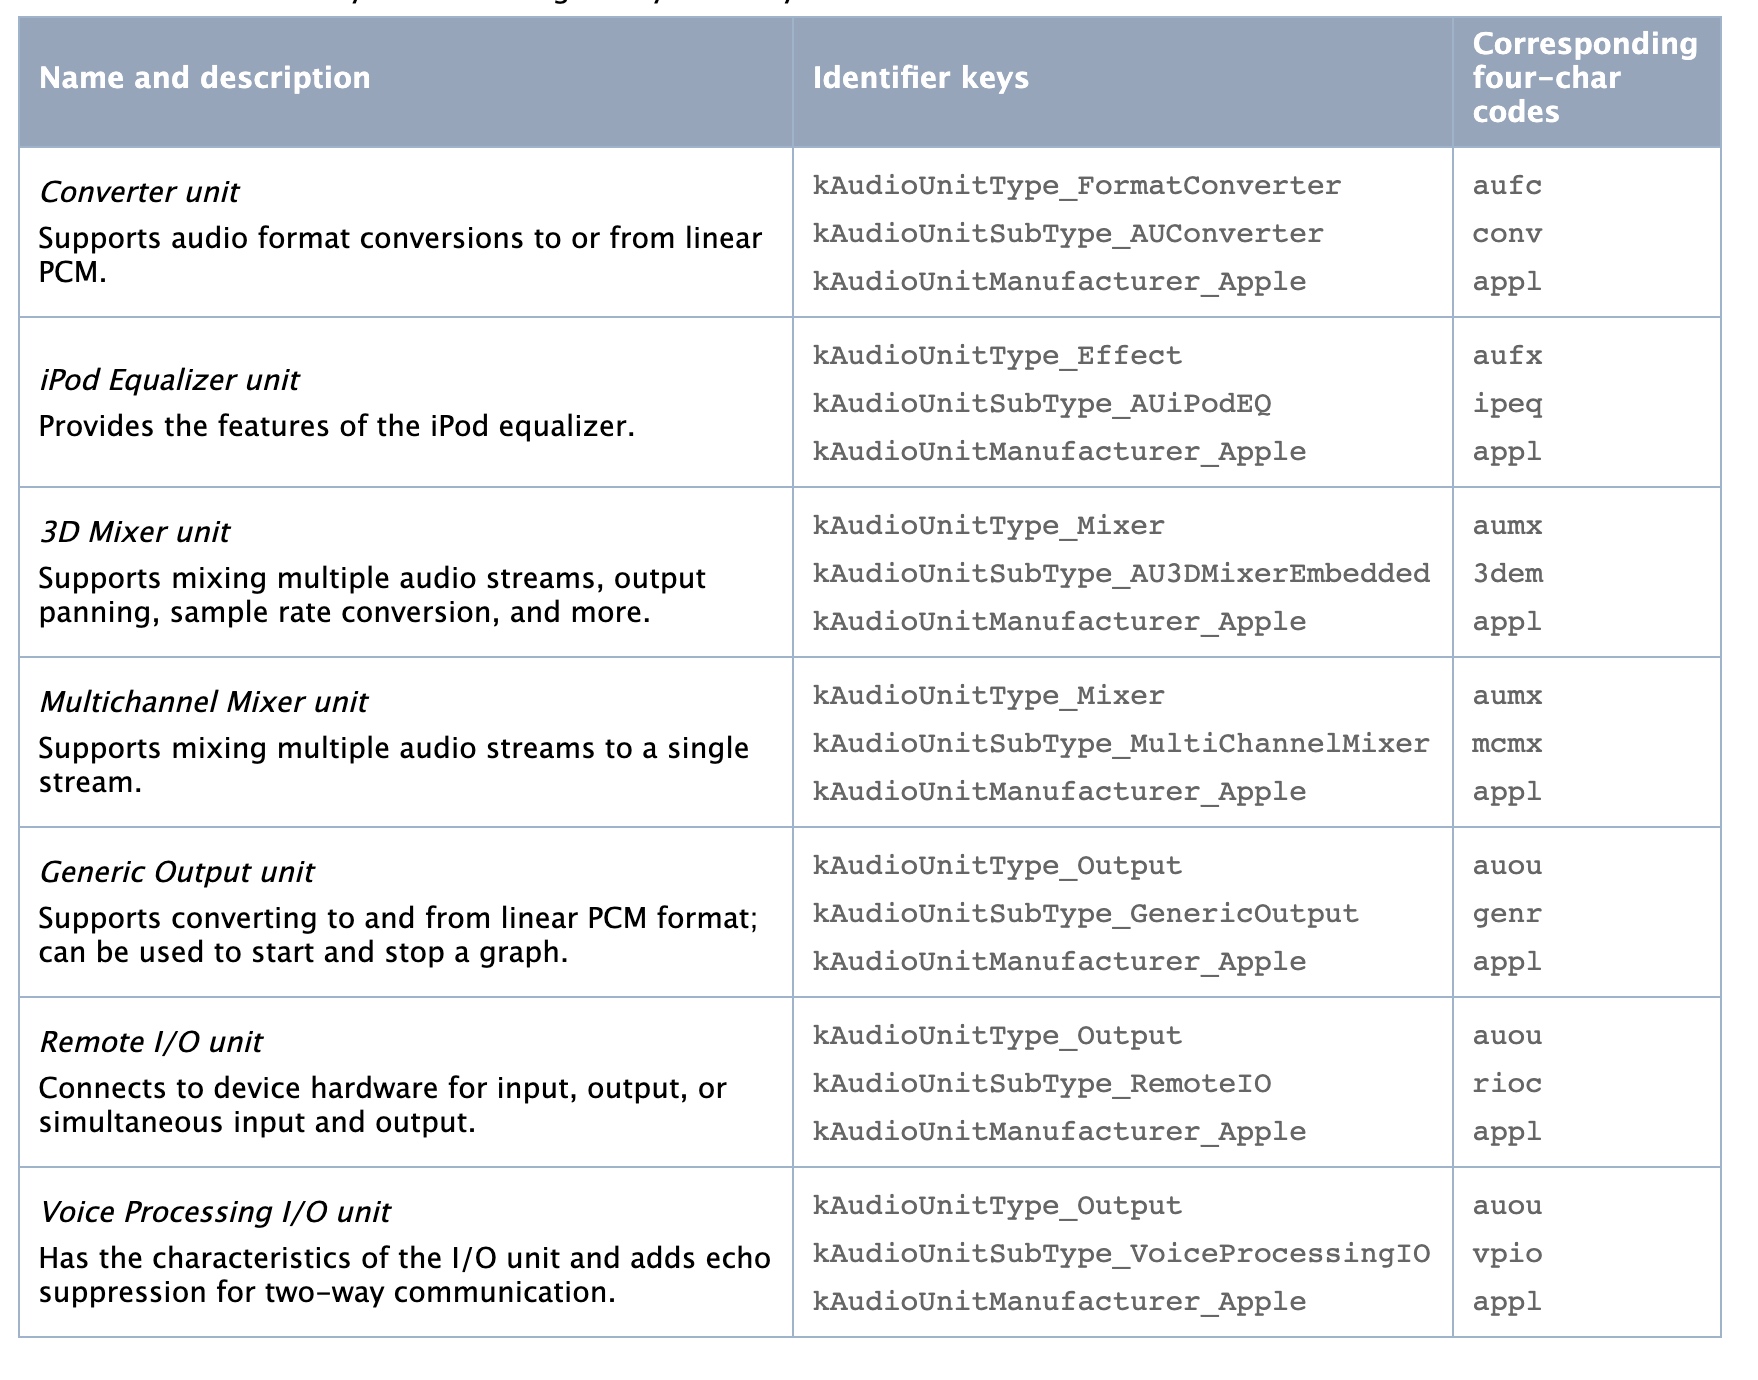 Name and description
Identifier keys
Corresponding
four-char
codes
Converter unit
Supports audio format conversions to or from linear
PCM.
kAudioUnitType_FormatConverter
kAudioUnitSubType_AUConverter
kAudioUnitManufacturer_Apple
aufc
conv
appl
iPod Equalizer unit
Provides the features of the iPod equalizer.
kAudioUnitType_Effect
kAudioUnitSubType_AUiPodEQ
kAudioUnitManufacturer_Apple
aufx
ipeq
appl
3D Mixer unit
Supports mixing multiple audio streams, output
panning, sample rate conversion, and more.
kAudioUnitType_Mixer
kAudioUnitSubType_AU3DMixerEmbedded
kAudioUnitManufacturer_Apple
aumx
3dem
appl
Multichannel Mixer unit
Supports mixing multiple audio streams to a single
stream.
kAudioUnitType_Mixer
kAudioUnitSubType_MultiChannelMixer
kAudioUnitManufacturer_Apple
aumx
mcmx
appl
Generic Output unit
Supports converting to and from linear PCM format;
can be used to start and stop a graph.
kAudioUnitType_Output
kAudioUnitSubType_GenericOutput
kAudioUnitManufacturer_Apple
auou
genr
appl
Remote I/O unit
Connects to device hardware for input, output, or
simultaneous input and output.
kAudioUnitType_Output
kAudioUnitSubType_RemoteIO
kAudioUnitManufacturer_Apple
auou
rioc
appl
Voice Processing I/O unit
Has the characteristics of the I/O unit and adds echo
suppression for two-way communication.
kAudioUnitType_Output
kAudioUnitSubType_VoiceProcessingIO
kAudioUnitManufacturer_Apple
auou
vpio
appl